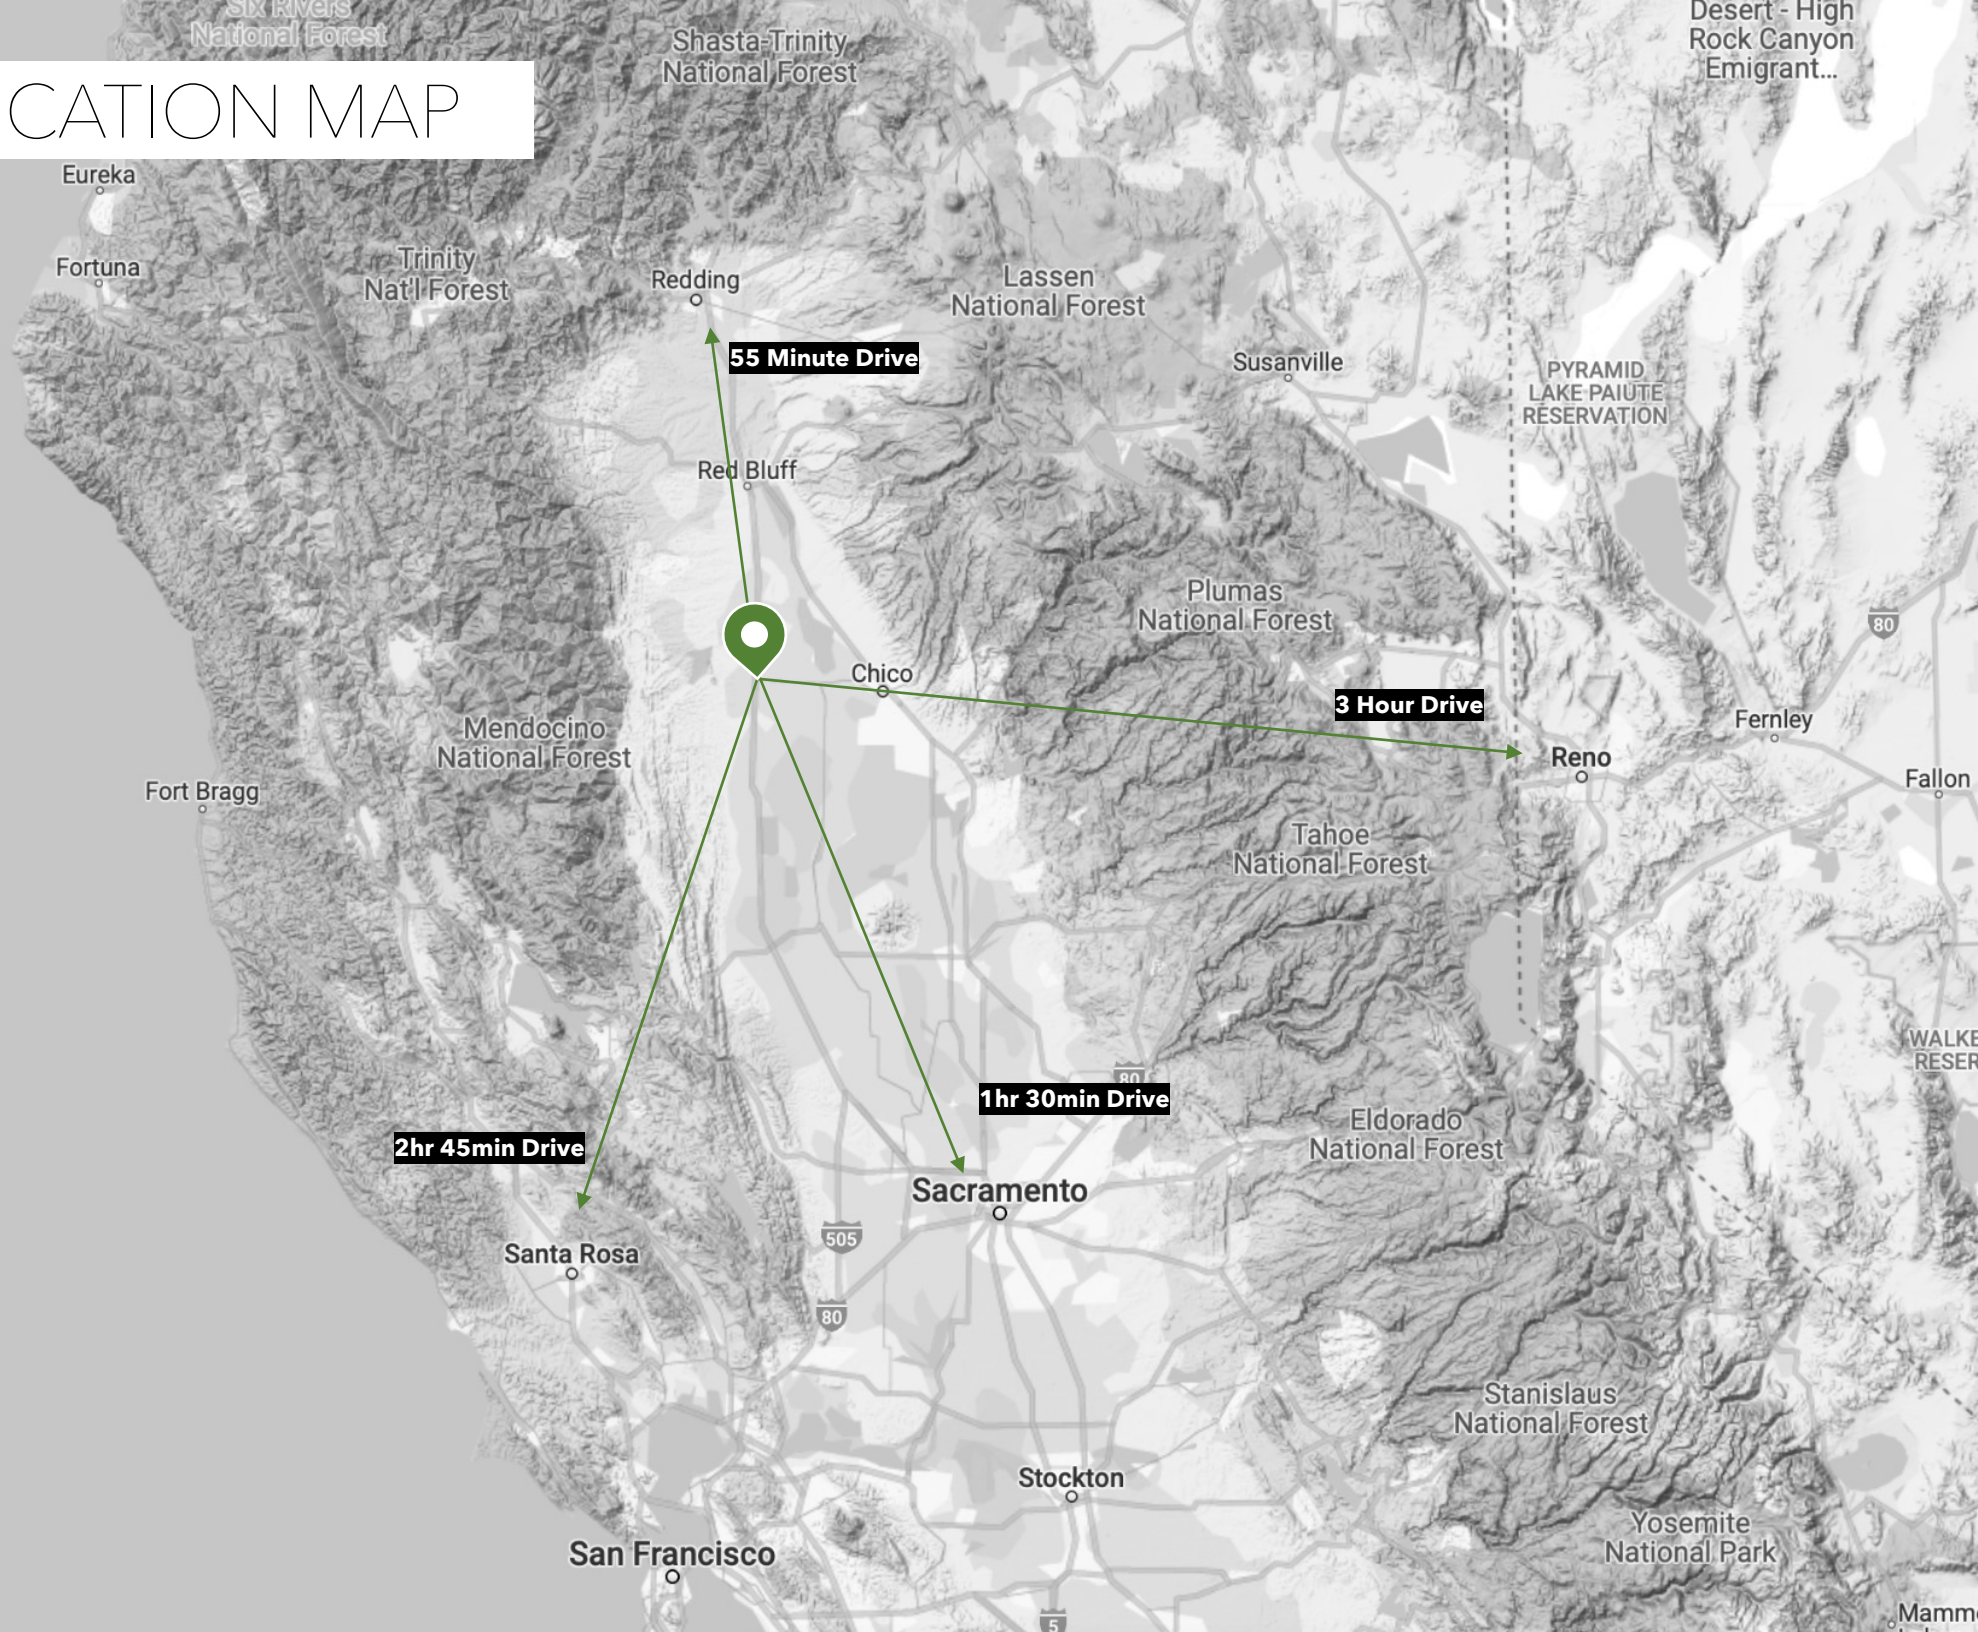 Six Rivers
National Forest
Shasta-Trinity
National Forest
Desert - High
Rock Canyon
Emigrant...
CATION MAP
Eureka
Fortuna
Trinity
Nat'l Forest
Redding
Lassen
National Forest
55 Minute Drive
Susanville
PYRAMID
LAKE PAIUTE
RESERVATION
Red Bluff
Plumas
National Forest
80
Chico
3 Hour Drive
Mendocino
National Forest
Fernley
Reno
Fort Bragg
Fallon
Tahoe
National Forest
WALKE
RESER
80
1hr 30min Drive
Eldorado
National Forest
2hr 45min Drive
Sacramento
505
Santa Rosa
80
Stanislaus
National Forest
Stockton
Yosemite
National Park
San Francisco
5
Mamm